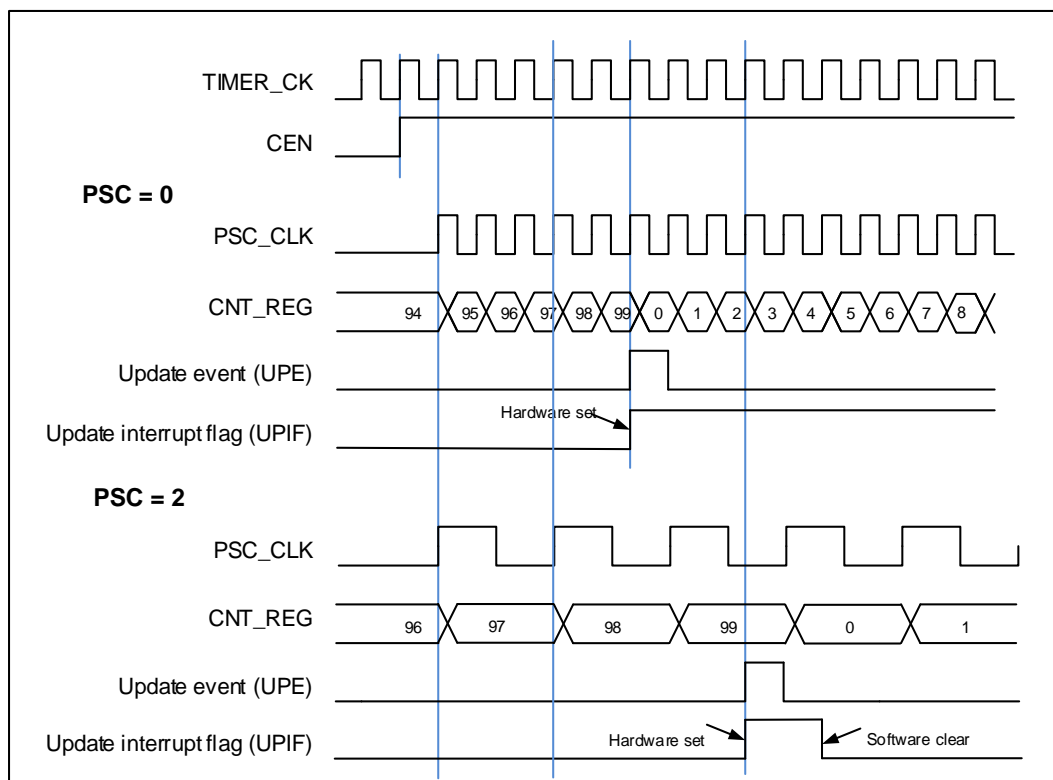 TIMER_CK
CEN
PSC = 0
PSC_CLK
CNT_REG 94 95 96 97 98 99 0 1 2 3 4 5 6 7 8
Update event (UPE)
Hardware set
Update interrupt flag (UPIF)
PSC = 2
PSC_CLK
CNT_REG 96 97 98 99 0 1
Update event (UPE)
Update interrupt flag (UPIF) Hardware set Software clear